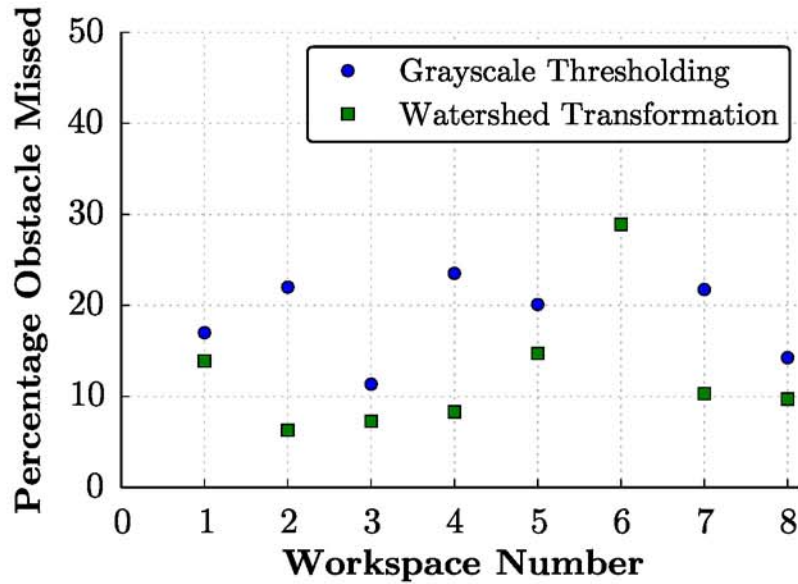 Percentage Obstacle Missed
50
40
30
20
10
0
Grayscale Thresholding
Watershed Transformation
0 1 2 3 4 5 6 7 8
Workspace Number